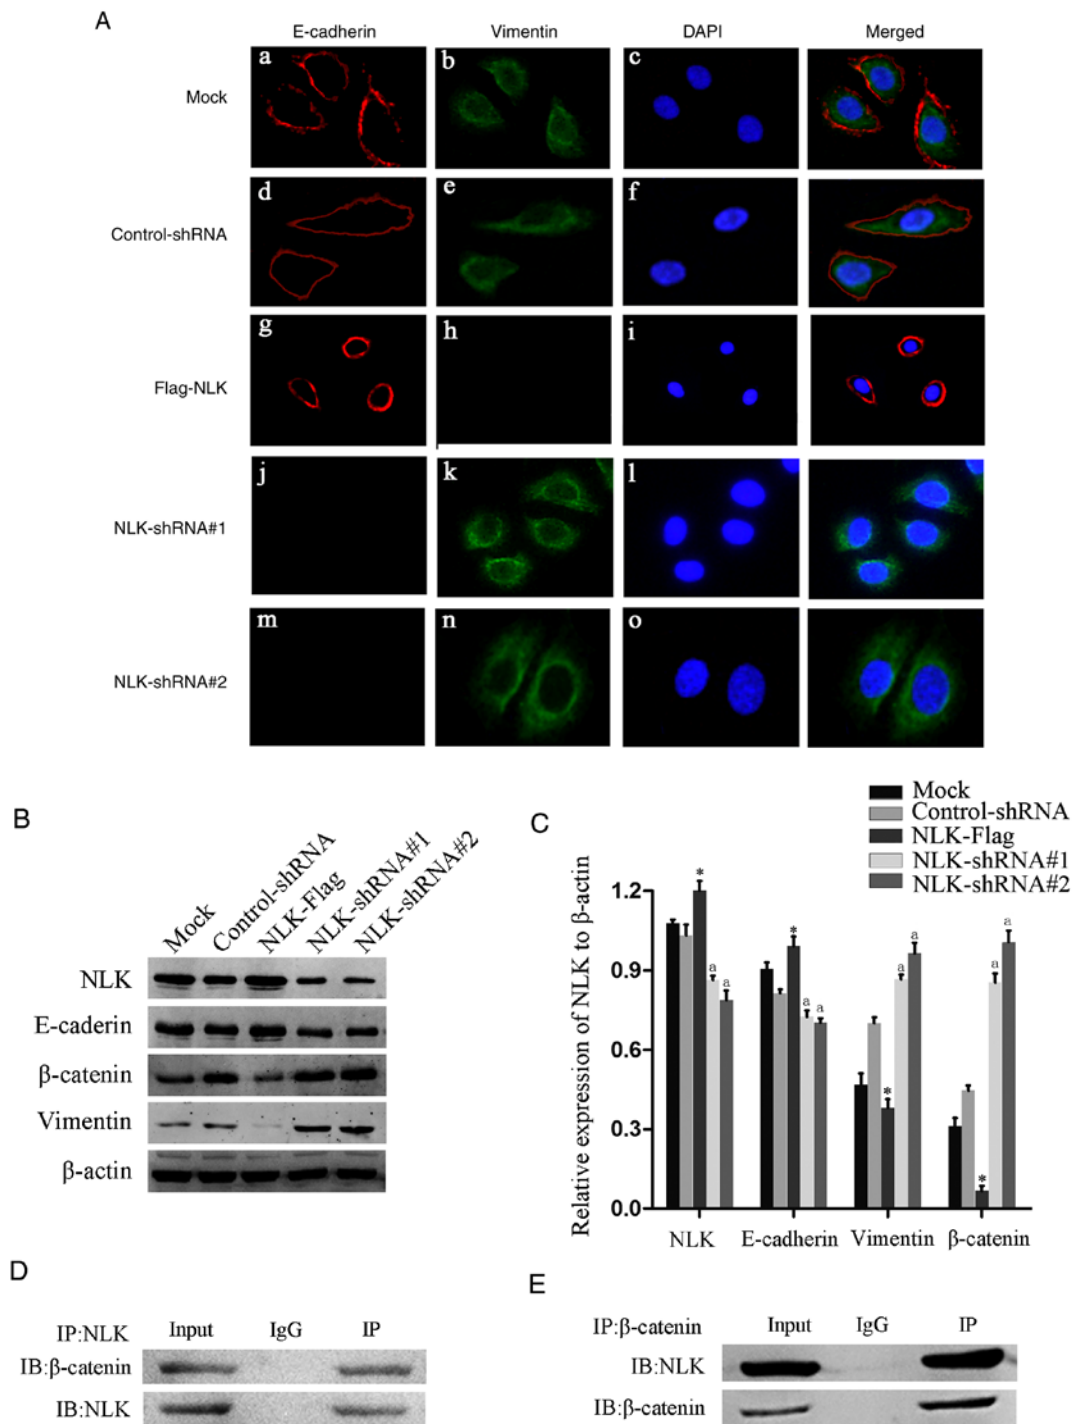 A
E-cadherin Vimentin DAPI Merged
a b c
Mock
d e f
Control-shRNA
g h i
Flag-NLK
j k l
NLK-shRNA#1
m n o
NLK-shRNA#2
B
Mock
Control-shRNA
NLK-Flag
NLK-shRNA#1
NLK-shRNA#2
NLK
E-caderin
β-catenin
Vimentin
β-actin
C
Mock
Control-shRNA
NLK-Flag
NLK-shRNA#1
NLK-shRNA#2
Relative expression of NLK to β-actin
1.2
0.9
0.6
0.3
0.0
* a a
* a a
* a a
* a a
NLK E-cadherin Vimentin β-catenin
D
IP:NLK Input IgG IP
IB:β-catenin
IB:NLK
E
IP:β-catenin Input IgG IP
IB:NLK
IB:β-catenin